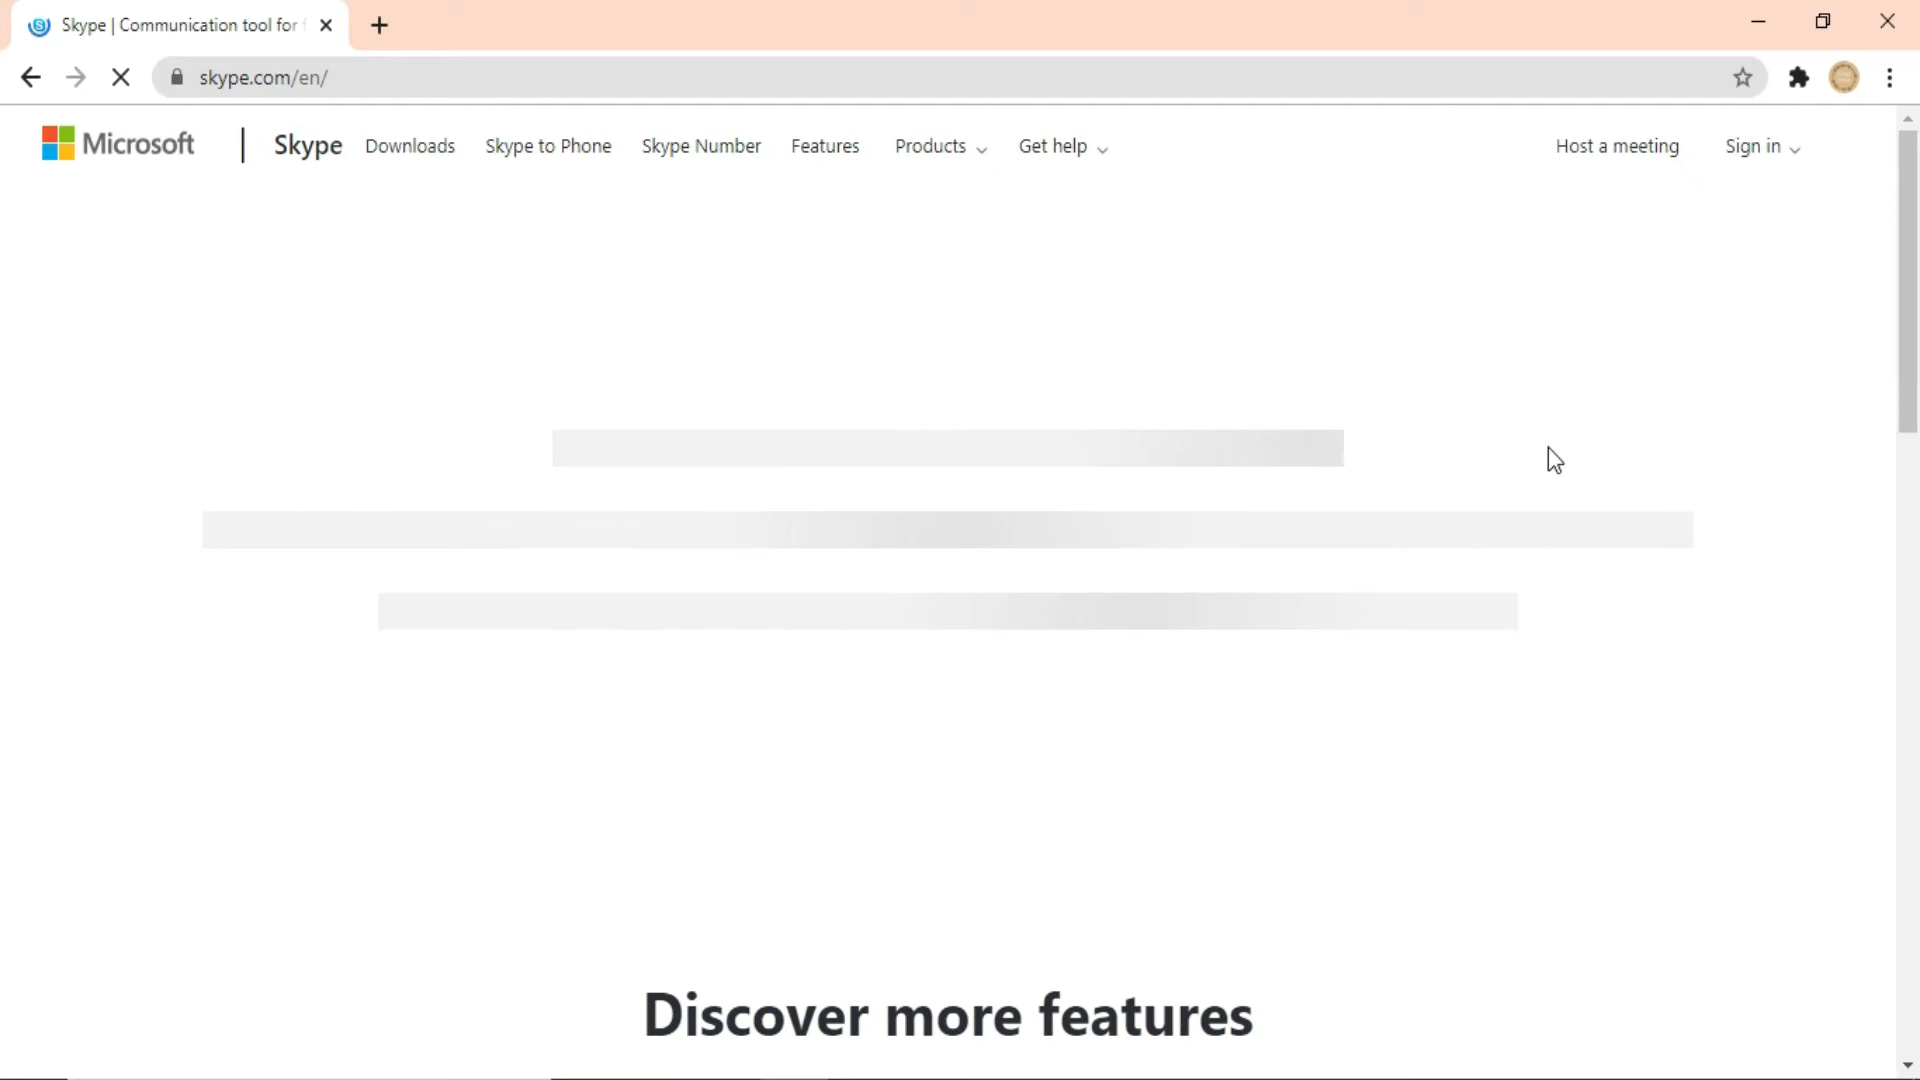 Skype | Communication tool for
skype.com/en/
Microsoft
Skype Downloads Skype to Phone Skype Number Features Products Get help Host a meeting Sign in
Discover more features